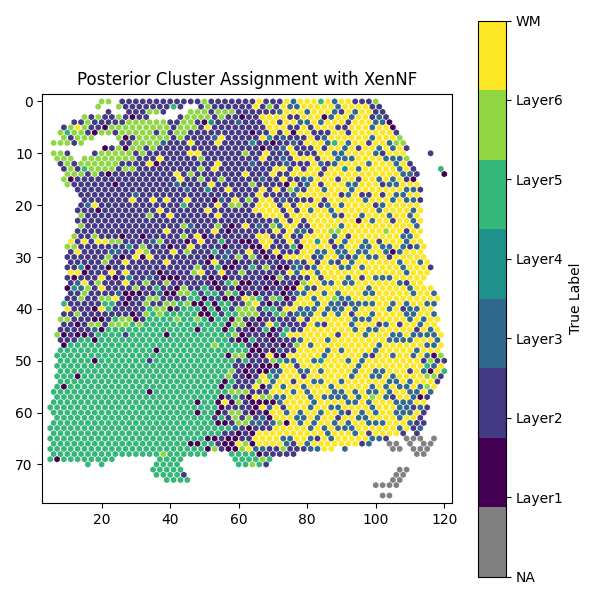 Posterior Cluster Assignment with XenNF
0
10
20
30
40
50
60
70
20
40
60
80
100
120
WM
Layer6
Layer5
Layer4
Layer3
Layer2
Layer1
NA
True Label